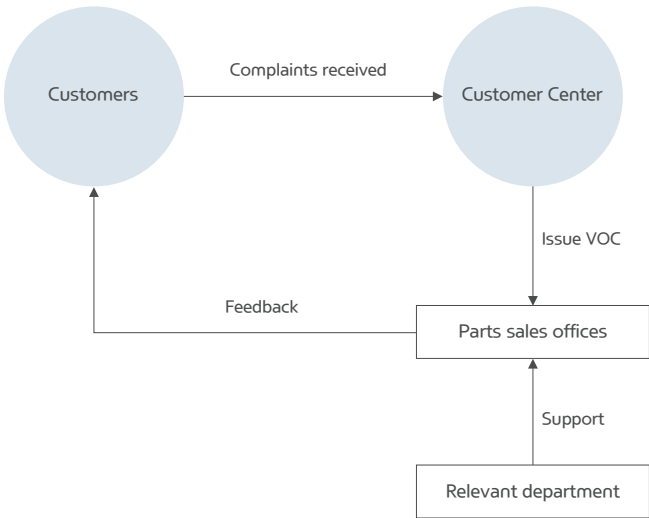 Complaints received
Customers
Customer Center
Issue VOC
Feedback
Parts sales offices
Support
Relevant department